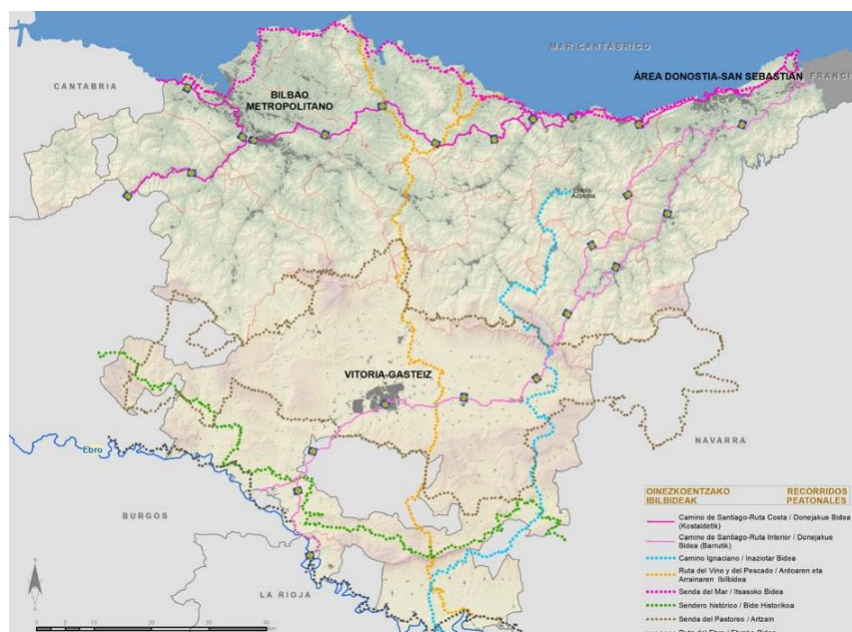 MAR CANTÁBRICO
CANTABRIA
BILBAO
METROPOLITANO
ÁREA DONOSTIA-SAN SEBASTIÁN
FRANCI
Azpeitia
VITORIA-GASTEIZ
Ebro
NAVARRA
BURGOS
LA RIOJA
OINEZKOENTZAKO
IBILBIDEAK
RECORRIDOS
PEATONALES
Camino de Santiago-Ruta Costa / Donejakue Bidea
(Kostaldetik)
Camino de Santiago-Ruta Interior / Donejakue
Bidea (Barrutik)
Camino Ignaciano / Inaziotar Bidea
Ruta del Vino y del Pescado / Ardoaren eta
Arrainaren Ibilbidea
Senda del Mar / Itsasoko Bidea
Sendero histórico / Bide Historikoa
Senda del Pastoreo / Artzain